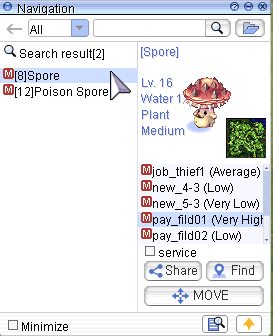 Navigation
All
Search result[2]
M [8]Spore
M [12]Poison Spore
[Spore]
Lv. 16
Water 1
Plant
Medium
M job_thief1 (Average)
M new_4-3 (Low)
M new_5-3 (Very Low)
M pay_fild01 (Very High
M pay_fild02 (Low)
service
Share
Find
MOVE
Minimize